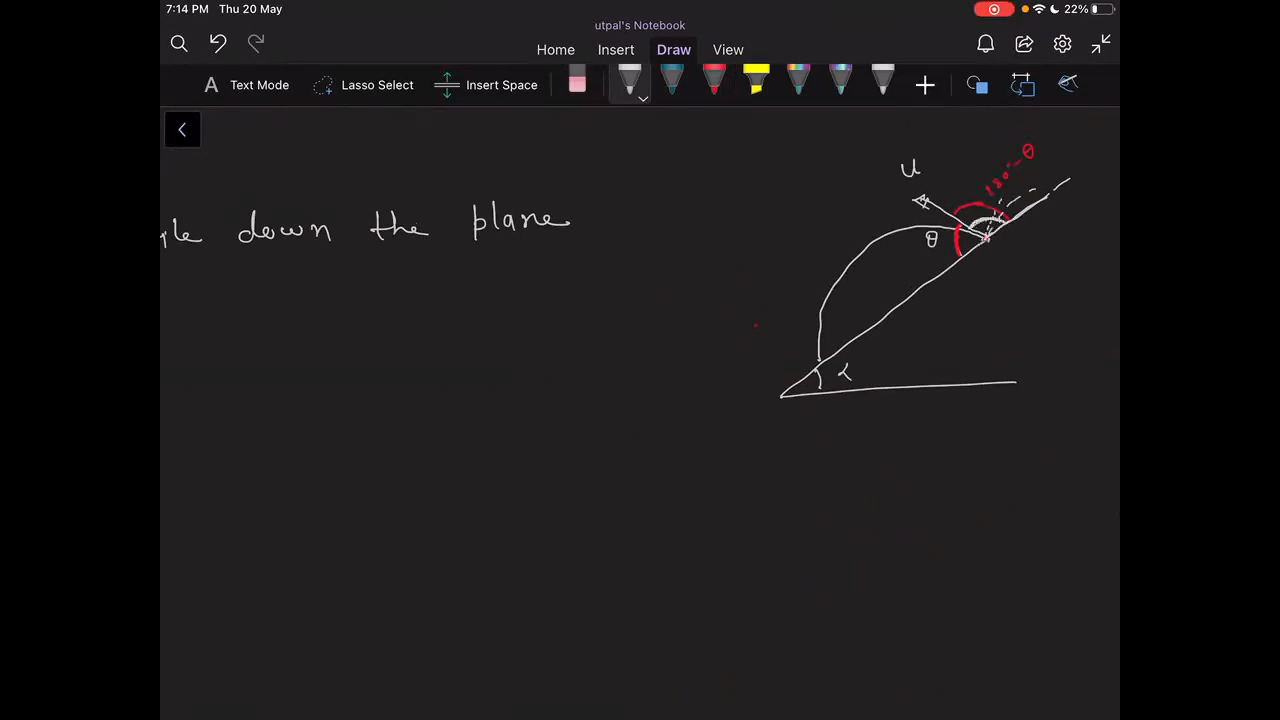 7:14 PM Thu 20 May
22%
utpal's Notebook
Home Insert Draw View
A Text Mode Lasso Select Insert Space
180° - θ
u
down the plane
θ
α